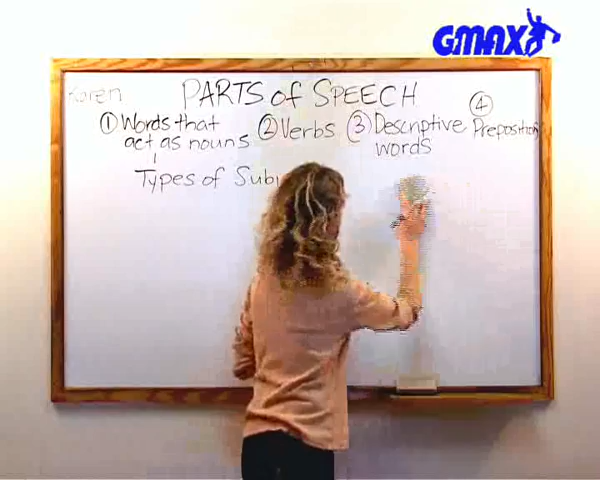 GMAX
Karen
PARTS of SPEECH
① Words that
act as nouns
② Verbs
③ Descriptive
words
④
Preposition
Types of